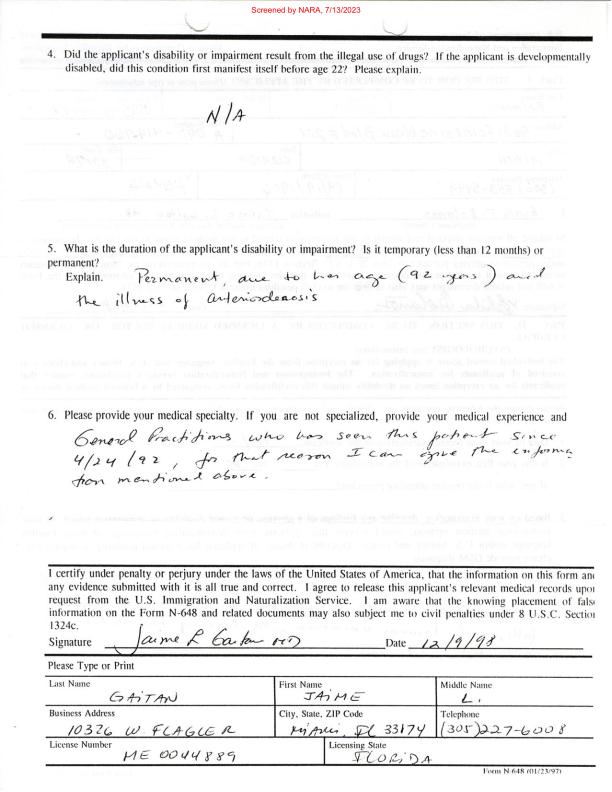 Screened by NARA, 7/13/2023
4. Did the applicant's disability or impairment result from the illegal use of drugs? If the applicant is developmentally
disabled, did this condition first manifest itself before age 22? Please explain.
N/A
5. What is the duration of the applicant's disability or impairment? Is it temporary (less than 12 months) or
permanent?
Explain. Permanent, due to her age (92 years) and
the illness of arteriosclerosis
6. Please provide your medical specialty. If you are not specialized, provide your medical experience and
General Practitions who has seen this patient since
4/24/92, for that reason I can give the informa
tion mentioned above.
I certify under penalty or perjury under the laws of the United States of America, that the information on this form and
any evidence submitted with it is all true and correct. I agree to release this applicant's relevant medical records upon
request from the U.S. Immigration and Naturalization Service. I am aware that the knowing placement of false
information on the Form N-648 and related documents may also subject me to civil penalties under 8 U.S.C. Section
1324c.
Signature Jaime L Gaitan MD Date 12/9/98
Please Type or Print
Last Name First Name Middle Name
GAITAN JAIME L.
Business Address City, State, ZIP Code Telephone
10326 W FLAGLER Miami, FL 33174 (305)227-6008
License Number Licensing State
ME 0044889 FLORIDA
Form N-648 (01/23/97)